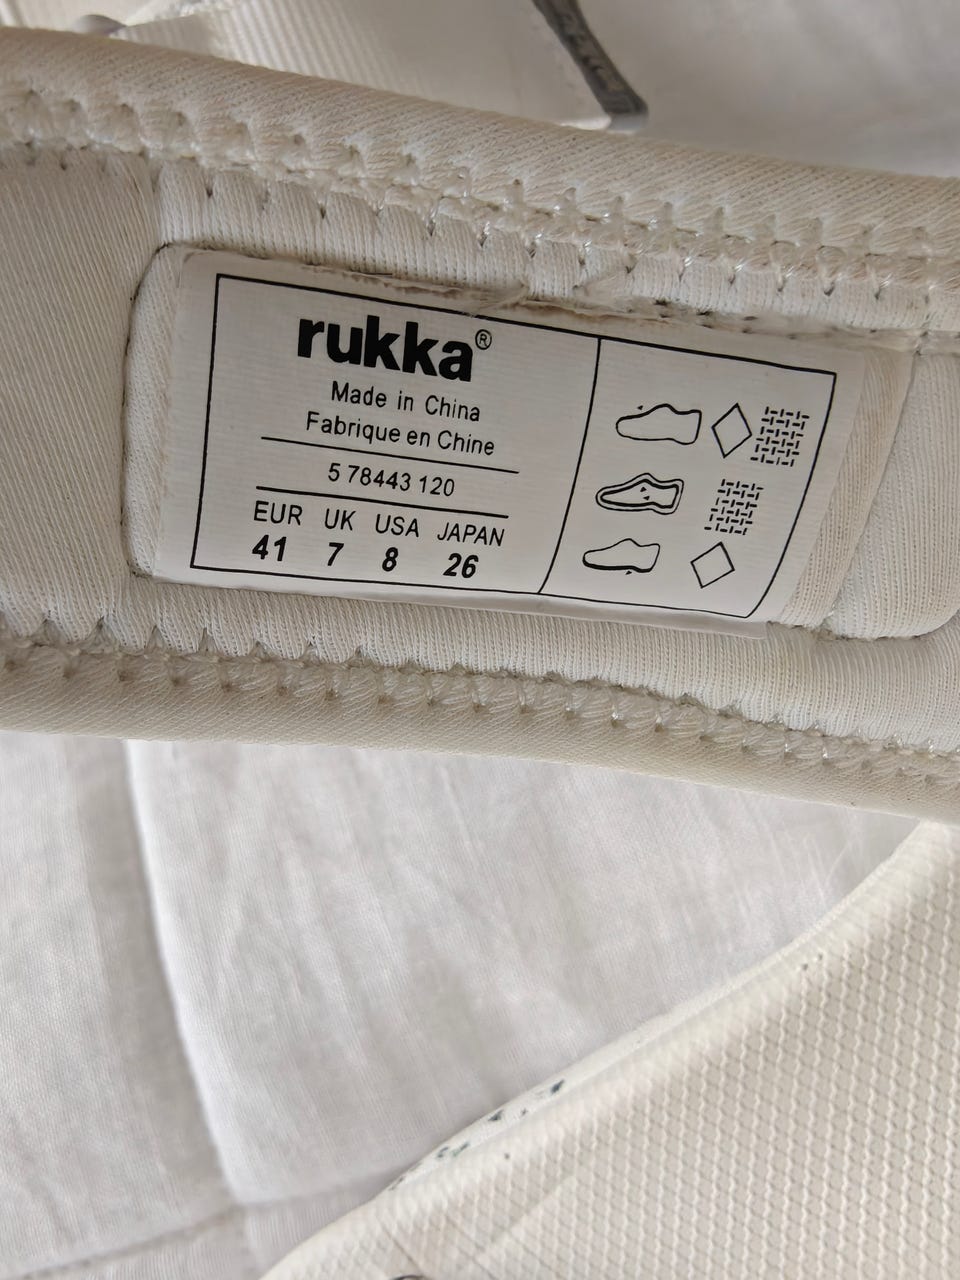 rukka®
Made in China
Fabrique en Chine
5 78443 120
EUR UK USA JAPAN
41 7 8 26